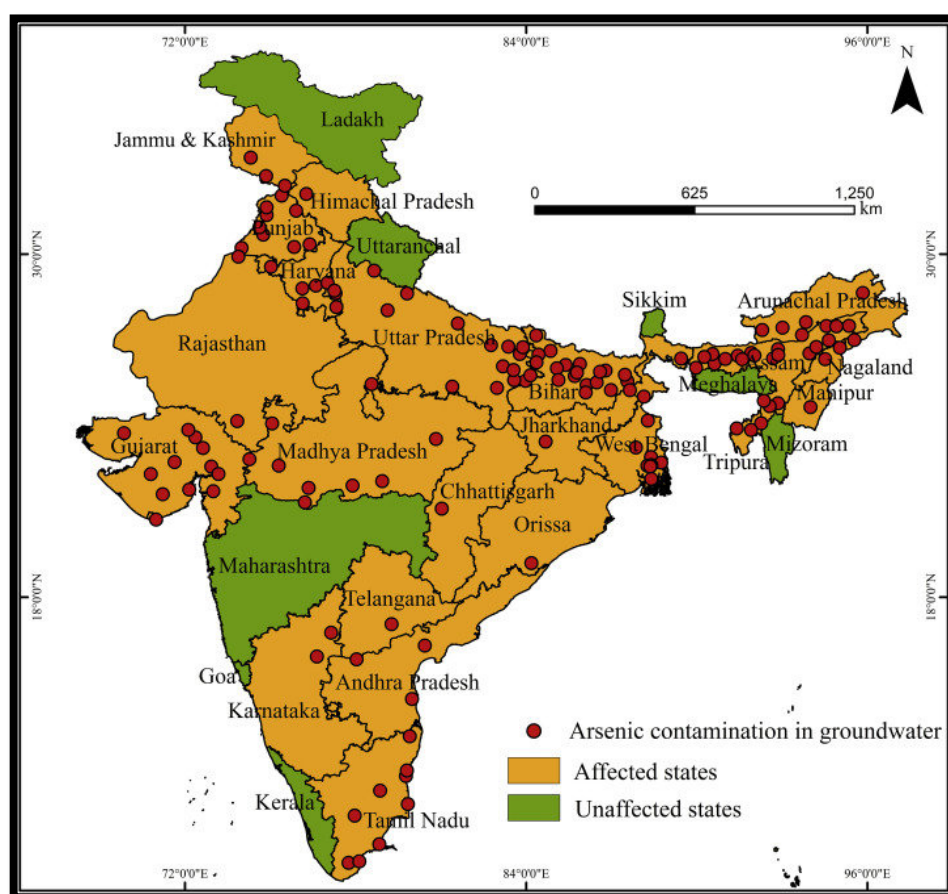 72°0'0"E
84°0'0"E
96°0'0"E
N
Ladakh
Jammu & Kashmir
0
625
1,250
km
Himachal Pradesh
Punjab
Uttaranchal
30°0'0"N
30°0'0"N
Haryana
Sikkim
Arunachal Pradesh
Uttar Pradesh
Rajasthan
Assam
Nagaland
Bihar
Meghalaya
Manipur
Jharkhand
Gujarat
Madhya Pradesh
West Bengal
Mizoram
Tripura
Chhattisgarh
Orissa
Maharashtra
Telangana
18°0'0"N
18°0'0"N
Goa
Andhra Pradesh
Karnataka
Arsenic contamination in groundwater
Affected states
Kerala
Tamil Nadu
Unaffected states
72°0'0"E
84°0'0"E
96°0'0"E